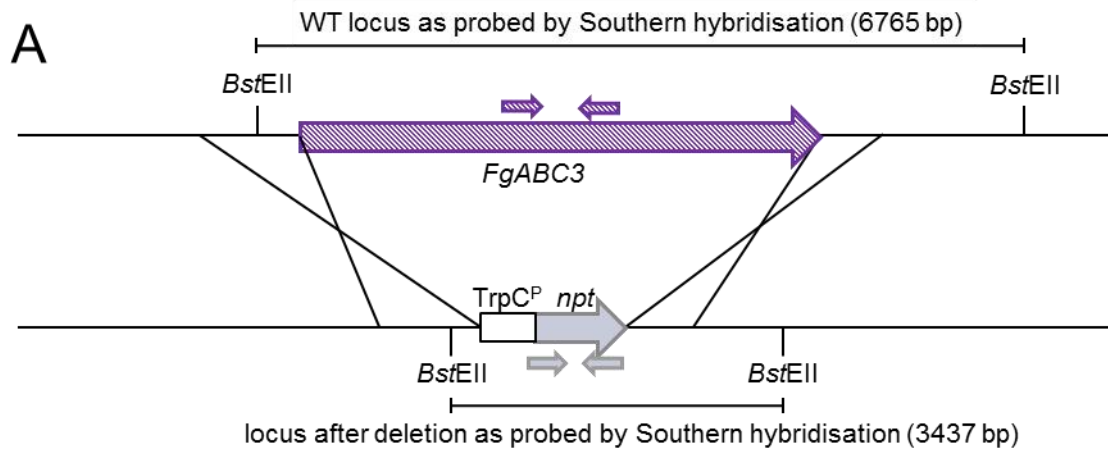 A
WT locus as probed by Southern hybridisation (6765 bp)
BstEII
BstEII
FgABC3
TrpCᴾ npt
BstEII
BstEII
locus after deletion as probed by Southern hybridisation (3437 bp)